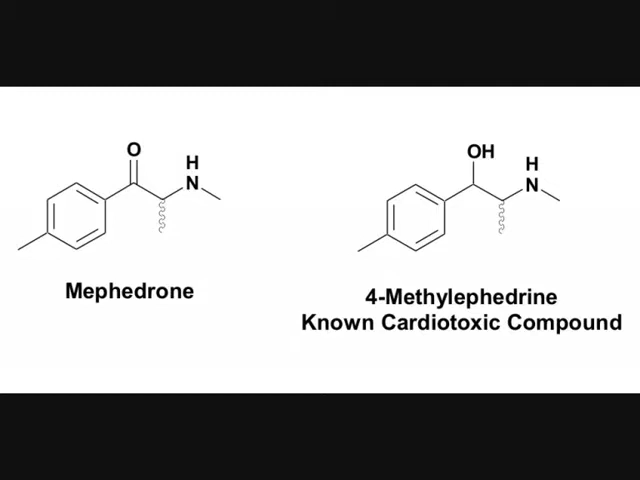 O
H
N
Mephedrone
OH
H
N
4-Methylephedrine
Known Cardiotoxic Compound